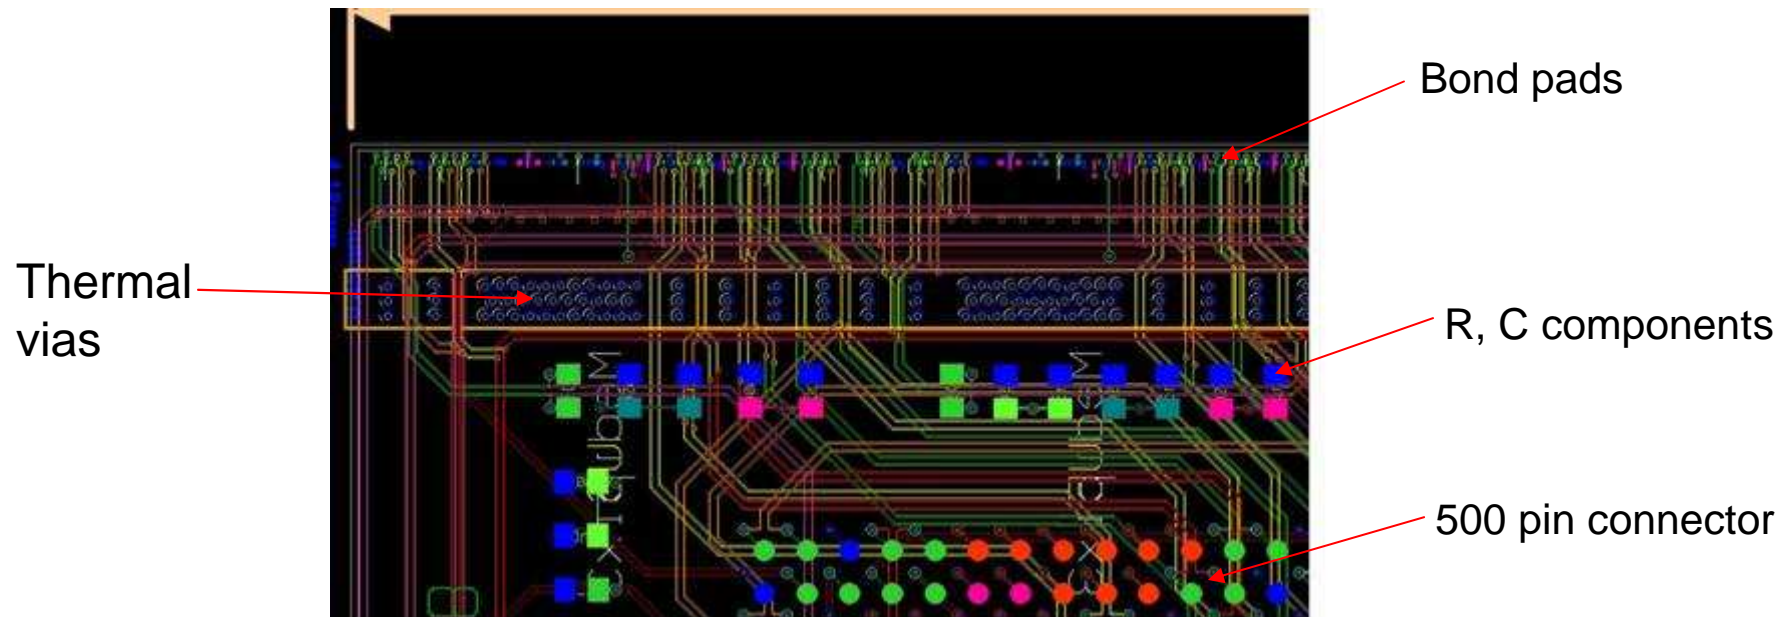 Bond pads
Thermal
vias
R, C components
500 pin connector